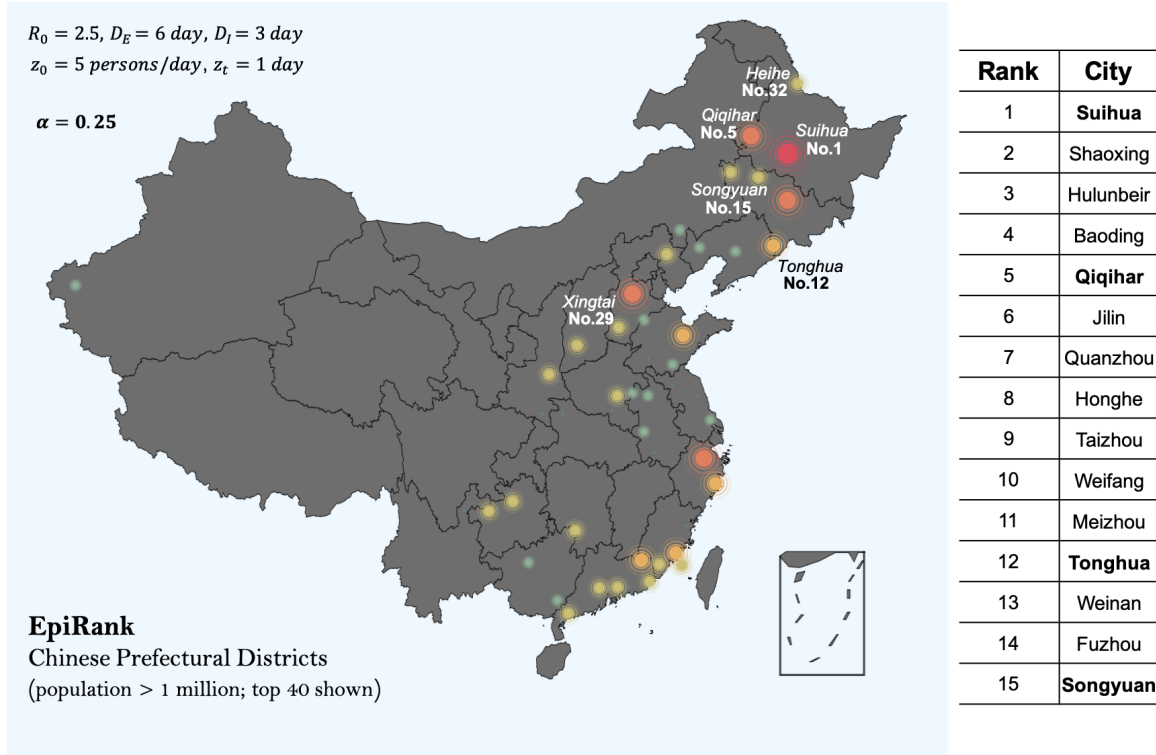 R₀ = 2.5, D_E = 6 day, D_I = 3 day
z₀ = 5 persons/day, z_t = 1 day
α = 0.25
Heihe
No.32
Qiqihar
No.5
Suihua
No.1
Songyuan
No.15
Tonghua
No.12
Xingtai
No.29
EpiRank
Chinese Prefectural Districts
(population > 1 million; top 40 shown)
Rank City
1 Suihua
2 Shaoxing
3 Hulunbeir
4 Baoding
5 Qiqihar
6 Jilin
7 Quanzhou
8 Honghe
9 Taizhou
10 Weifang
11 Meizhou
12 Tonghua
13 Weinan
14 Fuzhou
15 Songyuan